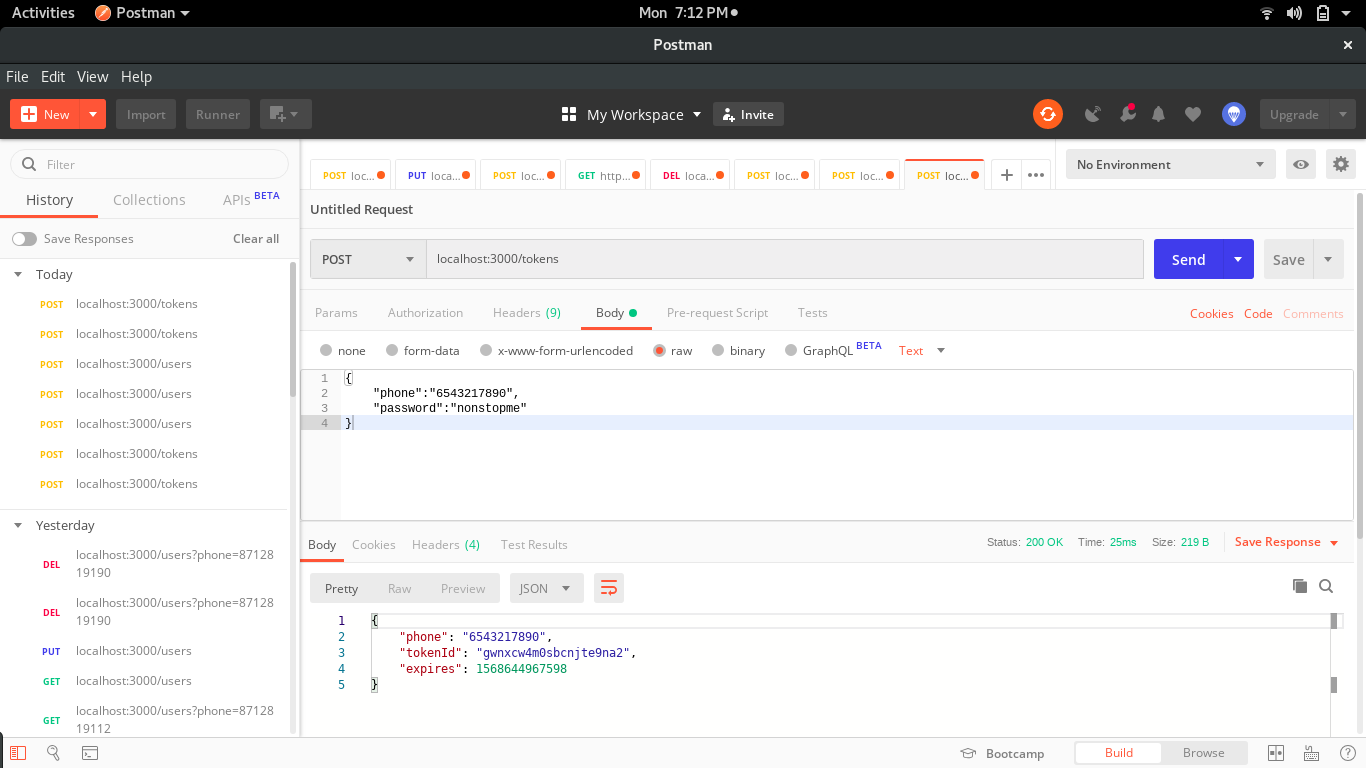 Activities Postman Mon 7:12 PM
Postman
File Edit View Help
New Import Runner My Workspace Invite Upgrade
Filter
History Collections APIs BETA
Save Responses Clear all
Today
POST localhost:3000/tokens
POST localhost:3000/tokens
POST localhost:3000/users
POST localhost:3000/users
POST localhost:3000/users
POST localhost:3000/tokens
POST localhost:3000/tokens
Yesterday
DEL localhost:3000/users?phone=87128
19190
DEL localhost:3000/users?phone=87128
19190
PUT localhost:3000/users
GET localhost:3000/users
GET localhost:3000/users?phone=87128
19112
POST loc... PUT loca... POST loc... GET http... DEL loca... POST loc... POST loc... POST loc... No Environment
Untitled Request
POST localhost:3000/tokens Send Save
Params Authorization Headers (9) Body Pre-request Script Tests Cookies Code Comments
none form-data x-www-form-urlencoded raw binary GraphQL BETA Text
1 {
2 "phone":"6543217890",
3 "password":"nonstopme"
4 }
Body Cookies Headers (4) Test Results Status: 200 OK Time: 25ms Size: 219 B Save Response
Pretty Raw Preview JSON
1 {
2 "phone": "6543217890",
3 "tokenId": "gwnxcw4m0sbcnjte9na2",
4 "expires": 1568644967598
5 }
Bootcamp Build Browse